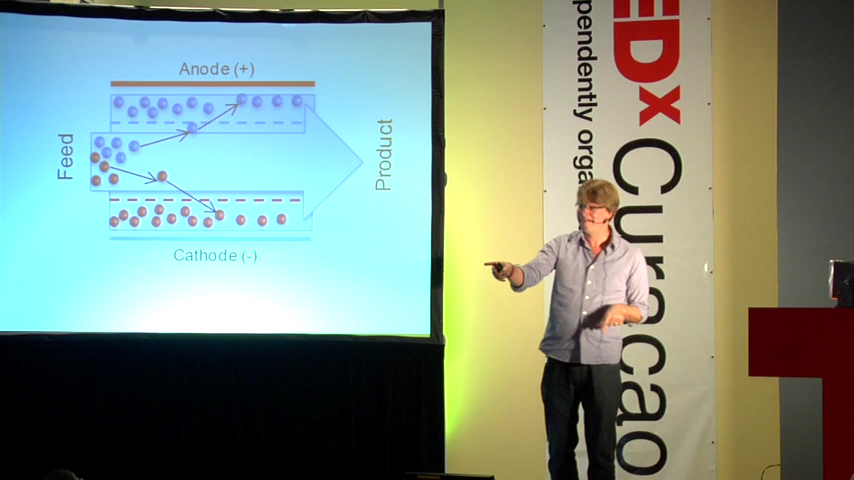 Anode (+)
Feed
Product
Cathode (-)
EDx
Curacao
pendently orga